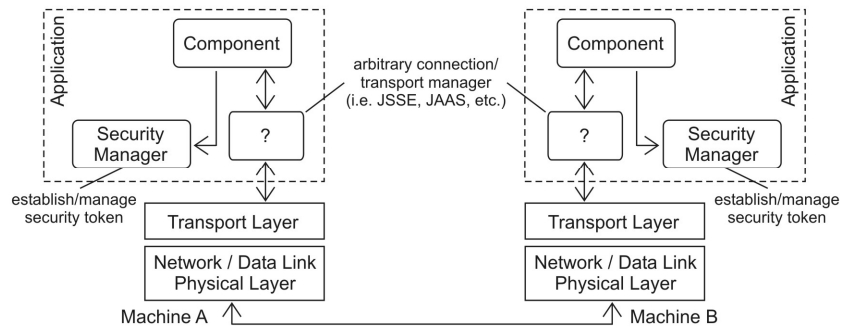 Application
Component
arbitrary connection/
transport manager
(i.e. JSSE, JAAS, etc.)
Component
Application
Security
Manager
?
?
Security
Manager
establish/manage
security token
establish/manage
security token
Transport Layer
Transport Layer
Network / Data Link
Physical Layer
Network / Data Link
Physical Layer
Machine A
Machine B